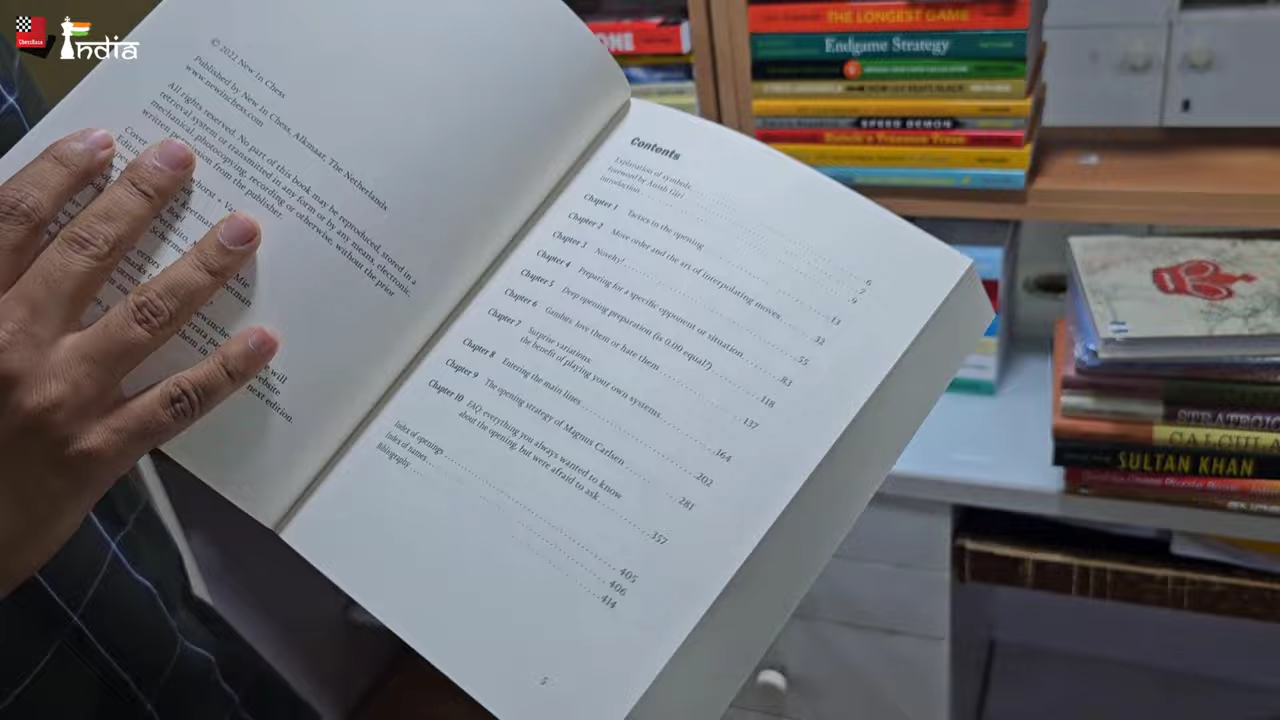 ChessBase
India
© 2022 New In Chess
Published by New In Chess, Alkmaar, The Netherlands
www.newinchess.com
All rights reserved. No part of this book may be reproduced, stored in a
retrieval system or transmitted in any form or by any means, electronic,
mechanical, photocopying, recording or otherwise, without the prior
written permission from the publisher.
Cover
errors
will
website
next edition.
Contents
Explanation of symbols 6
Foreword by Anish Giri 7
Introduction 9
Chapter 1 Tactics in the opening 13
Chapter 2 Move order and the art of interpolating moves 32
Chapter 3 Novelty! 55
Chapter 4 Preparing for a specific opponent or situation 83
Chapter 5 Deep opening preparation (is 0.00 equal?) 118
Chapter 6 Gambits: love them or hate them 137
Chapter 7 Surprise variations:
the benefit of playing your own systems 164
Chapter 8 Entering the main lines 202
Chapter 9 The opening strategy of Magnus Carlsen 281
Chapter 10 FAQ: everything you always wanted to know
about the opening, but were afraid to ask 357
Index of openings 405
Index of names 406
Bibliography 414
5
THE LONGEST GAME
Endgame Strategy
SPEED DEMON
SULTAN KHAN